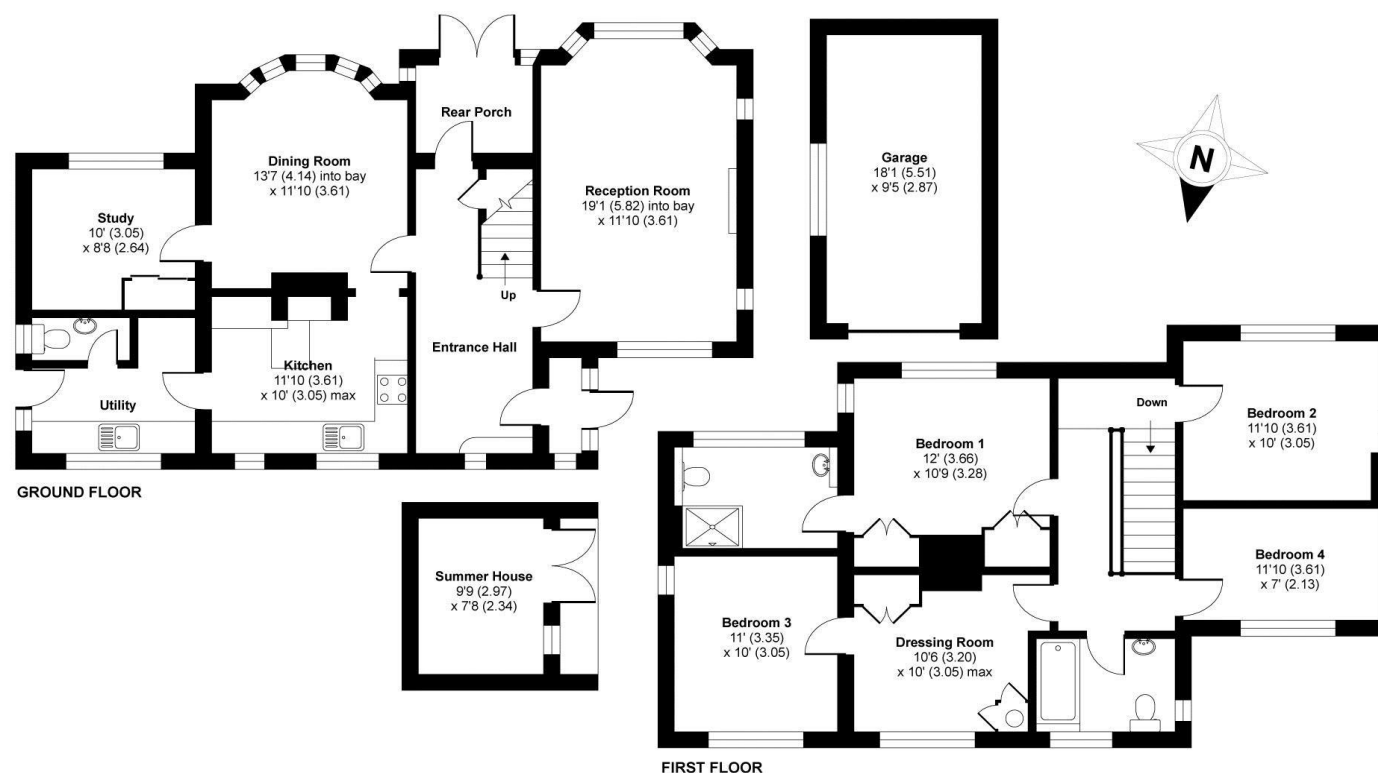 Rear Porch
Dining Room
13'7 (4.14) into bay
x 11'10 (3.61)
Study
10' (3.05)
x 8'8 (2.64)
Reception Room
19'1 (5.82) into bay
x 11'10 (3.61)
Up
Entrance Hall
Kitchen
11'10 (3.61)
x 10' (3.05) max
Utility
GROUND FLOOR
Garage
18'1 (5.51)
x 9'5 (2.87)
N
Summer House
9'9 (2.97)
x 7'8 (2.34)
Bedroom 1
12' (3.66)
x 10'9 (3.28)
Down
Bedroom 2
11'10 (3.61)
x 10' (3.05)
Bedroom 4
11'10 (3.61)
x 7' (2.13)
Bedroom 3
11' (3.35)
x 10' (3.05)
Dressing Room
10'6 (3.20)
x 10' (3.05) max
FIRST FLOOR